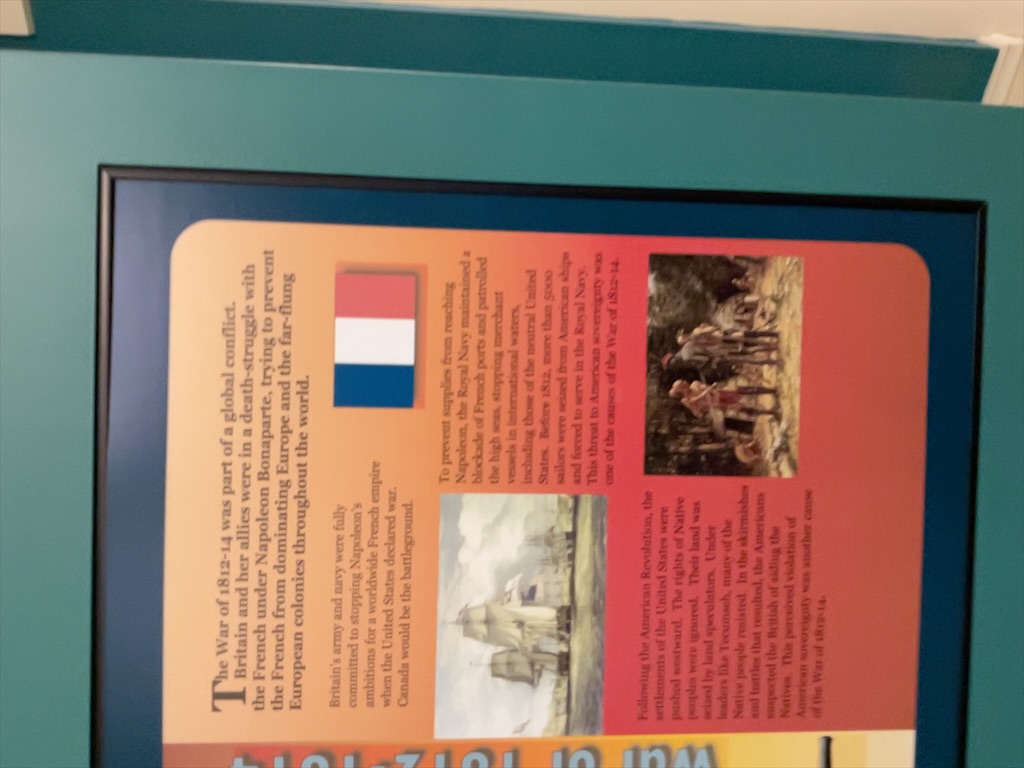 War of 1812-1814
The War of 1812-14 was part of a global conflict.
Britain and her allies were in a death-struggle with
the French under Napoleon Bonaparte, trying to prevent
the French from dominating Europe and the far-flung
European colonies throughout the world.
Britain's army and navy were fully
committed to stopping Napoleon's
ambitions for a worldwide French empire
when the United States declared war.
Canada would be the battleground.
To prevent supplies from reaching
Napoleon, the Royal Navy maintained a
blockade of French ports and patrolled
the high seas, stopping merchant
vessels in international waters,
including those of the neutral United
States. Before 1812, more than 5000
sailors were seized from American ships
and forced to serve in the Royal Navy.
This threat to American sovereignty was
one of the causes of the War of 1812-14.
Following the American Revolution, the
settlements of the United States were
pushed westward. The rights of Native
peoples were ignored. Their land was
seized by land speculators. Under
leaders like Tecumseh, many of the
Native people resisted. In the skirmishes
and battles that resulted, the Americans
suspected the British of aiding the
Natives. This perceived violation of
American sovereignty was another cause
of the War of 1812-14.